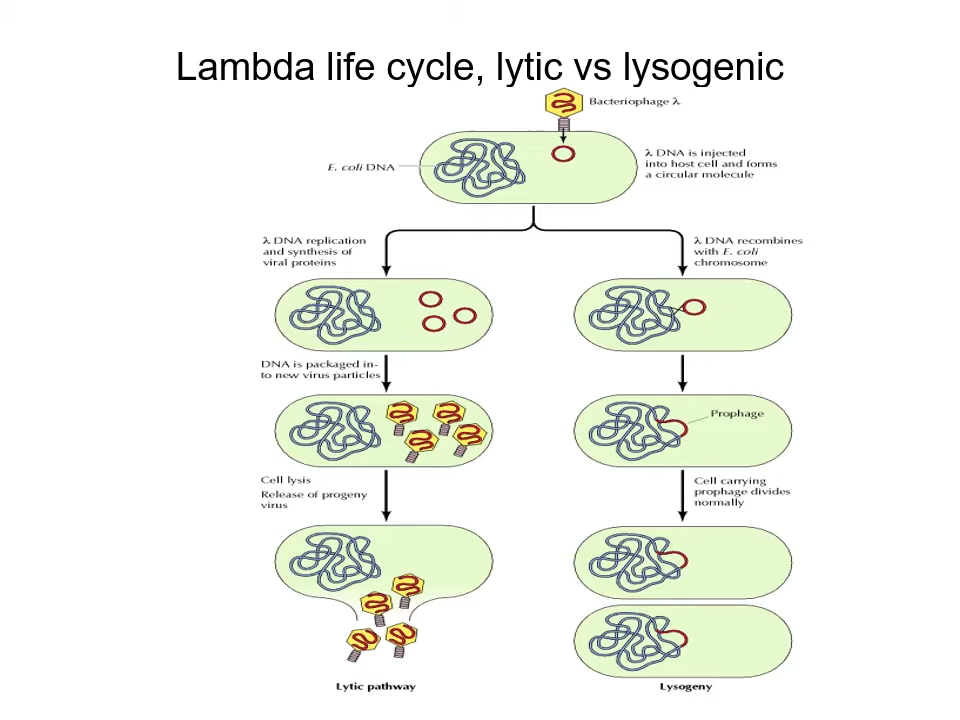 Lambda life cycle, lytic vs lysogenic
Bacteriophage λ
E. coli DNA
λ DNA is injected
into host cell and forms
a circular molecule
λ DNA replication
and synthesis of
viral proteins
λ DNA recombines
with E. coli
chromosome
DNA is packaged in-
to new virus particles
Prophage
Cell lysis
Release of progeny
virus
Cell carrying
prophage divides
normally
Lytic pathway
Lysogeny